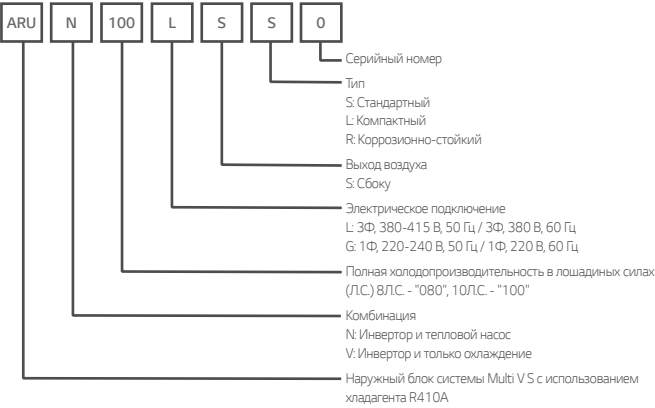 ARU N 100 L S S 0
Серийный номер
Тип
S: Стандартный
L: Компактный
R: Коррозионно-стойкий
Выход воздуха
S: Сбоку
Электрическое подключение
L: 3Ф, 380-415 В, 50 Гц / 3Ф, 380 В, 60 Гц
G: 1Ф, 220-240 В, 50 Гц / 1Ф, 220 В, 60 Гц
Полная холодопроизводительность в лошадиных силах
(Л.С.) 8Л.С. - "080", 10Л.С. - "100"
Комбинация
N: Инвертор и тепловой насос
V: Инвертор и только охлаждение
Наружный блок системы Multi V S с использованием
хладагента R410A